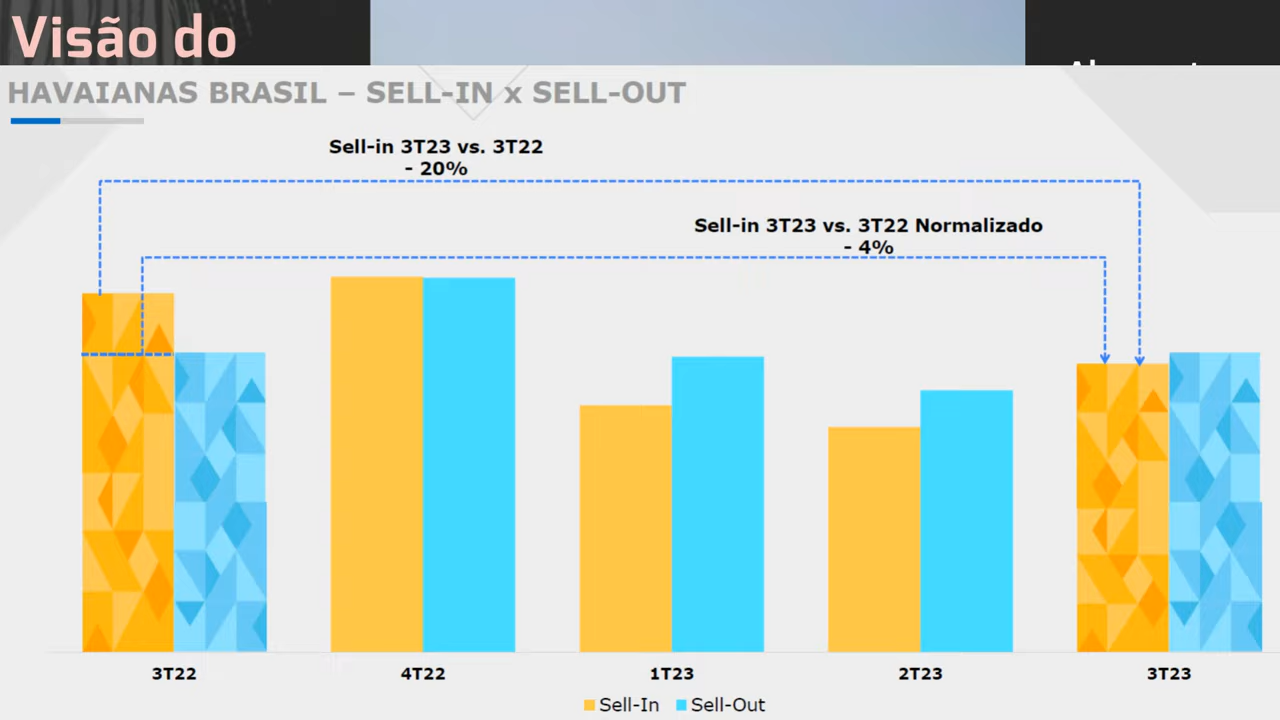 Visão do
HAVAIANAS BRASIL – SELL-IN x SELL-OUT
Sell-in 3T23 vs. 3T22
- 20%
Sell-in 3T23 vs. 3T22 Normalizado
- 4%
3T22
4T22
1T23
2T23
3T23
Sell-In
Sell-Out